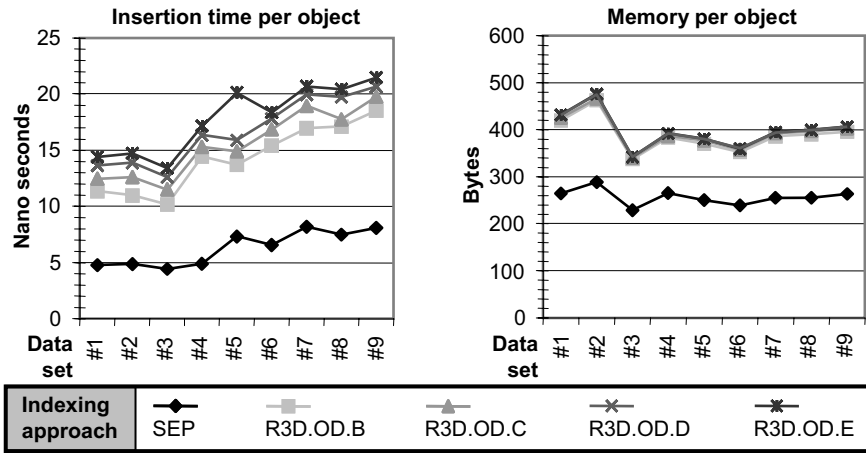 Insertion time per object
25
20
15
10
5
0
Nano seconds
Data set
#1 #2 #3 #4 #5 #6 #7 #8 #9
Memory per object
600
500
400
300
200
100
0
Bytes
Data set
#1 #2 #3 #4 #5 #6 #7 #8 #9
Indexing approach
SEP
R3D.OD.B
R3D.OD.C
R3D.OD.D
R3D.OD.E